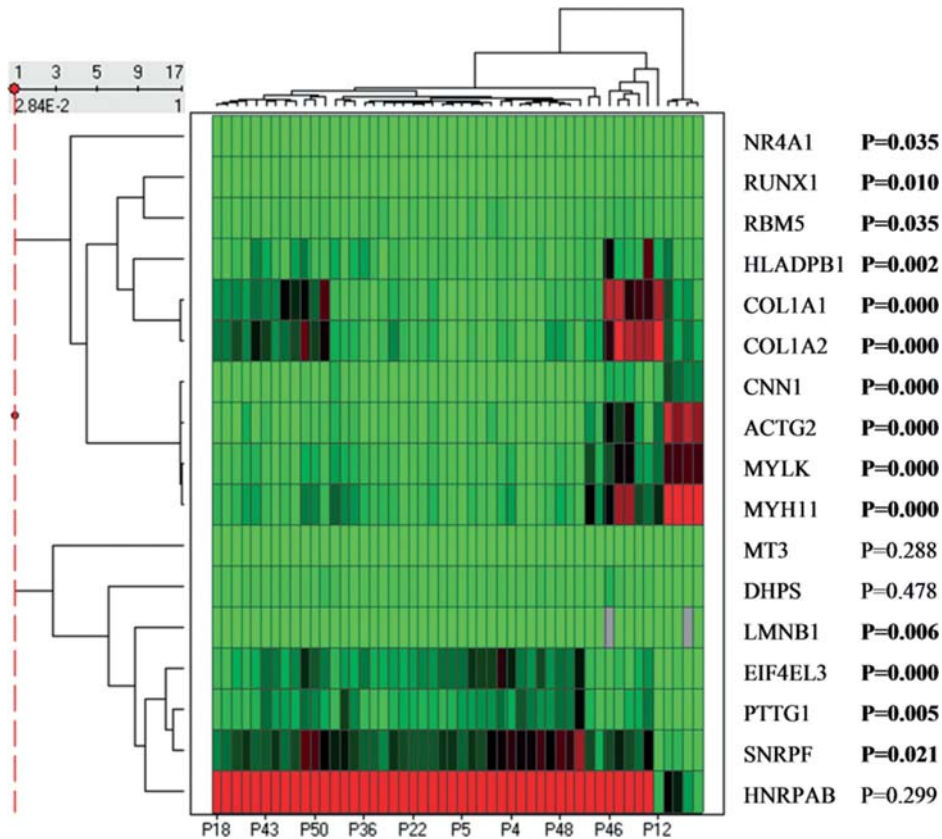 1 3 5 9 17
2.84E-2 1
NR4A1 P=0.035
RUNX1 P=0.010
RBM5 P=0.035
HLADPB1 P=0.002
COL1A1 P=0.000
COL1A2 P=0.000
CNN1 P=0.000
ACTG2 P=0.000
MYLK P=0.000
MYH11 P=0.000
MT3 P=0.288
DHPS P=0.478
LMNB1 P=0.006
EIF4EL3 P=0.000
PTTG1 P=0.005
SNRPF P=0.021
HNRPAB P=0.299
P18 P43 P50 P36 P22 P5 P4 P48 P46 P12